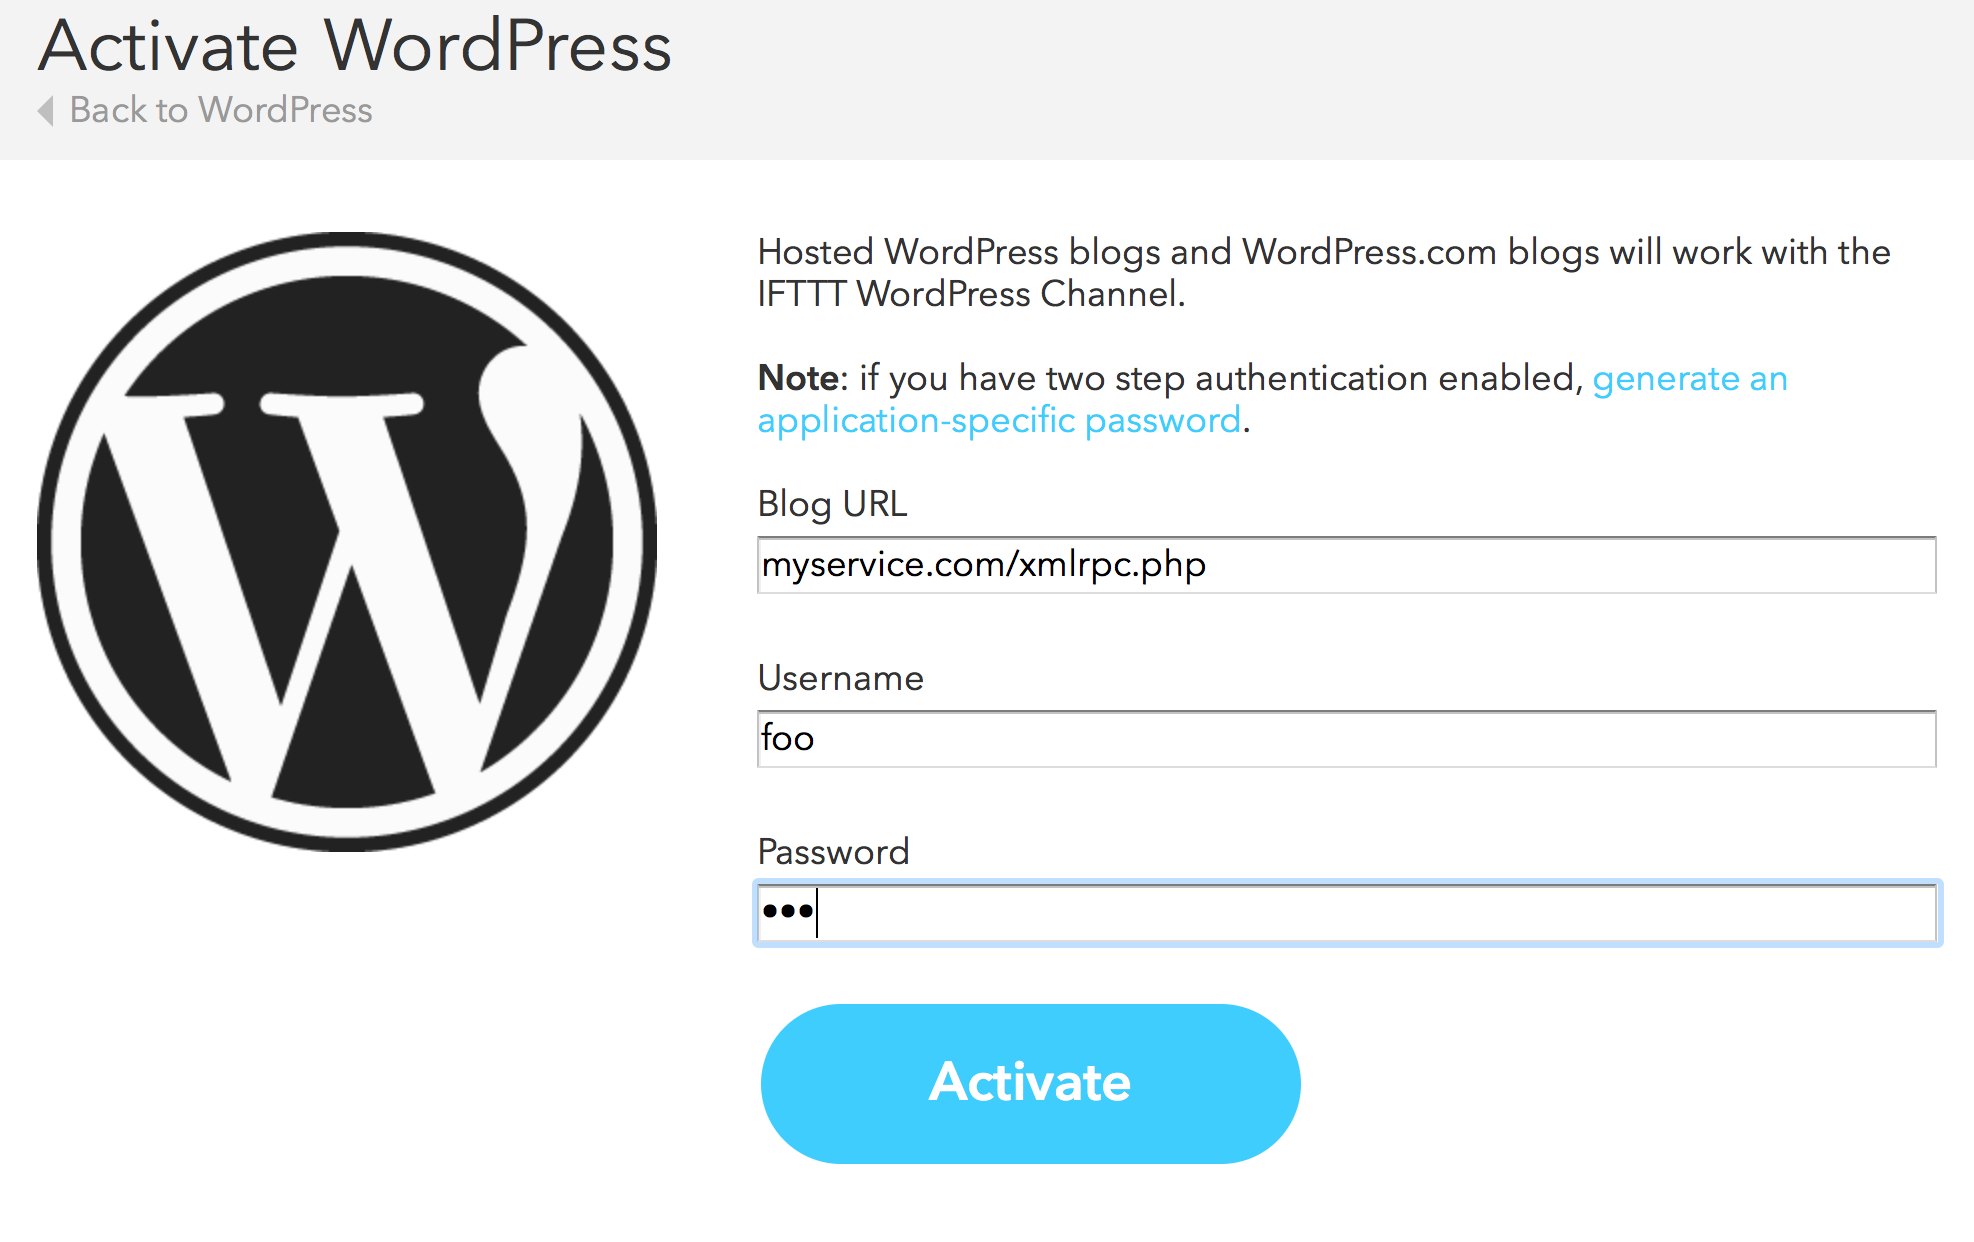 Activate WordPress
Back to WordPress
Hosted WordPress blogs and WordPress.com blogs will work with the
IFTTT WordPress Channel.
Note: if you have two step authentication enabled, generate an
application-specific password.
Blog URL
myservice.com/xmlrpc.php
Username
foo
Password
•••
Activate